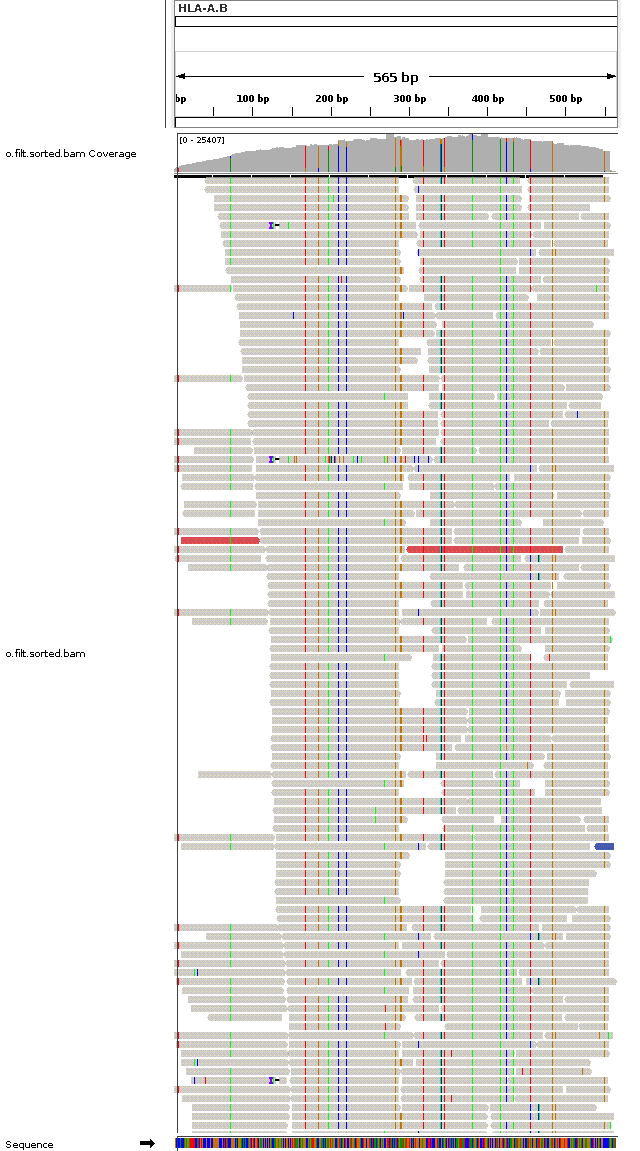 HLA-A.B
565 bp
bp 100 bp 200 bp 300 bp 400 bp 500 bp
[0 - 25407]
o.filt.sorted.bam Coverage
o.filt.sorted.bam
Sequence